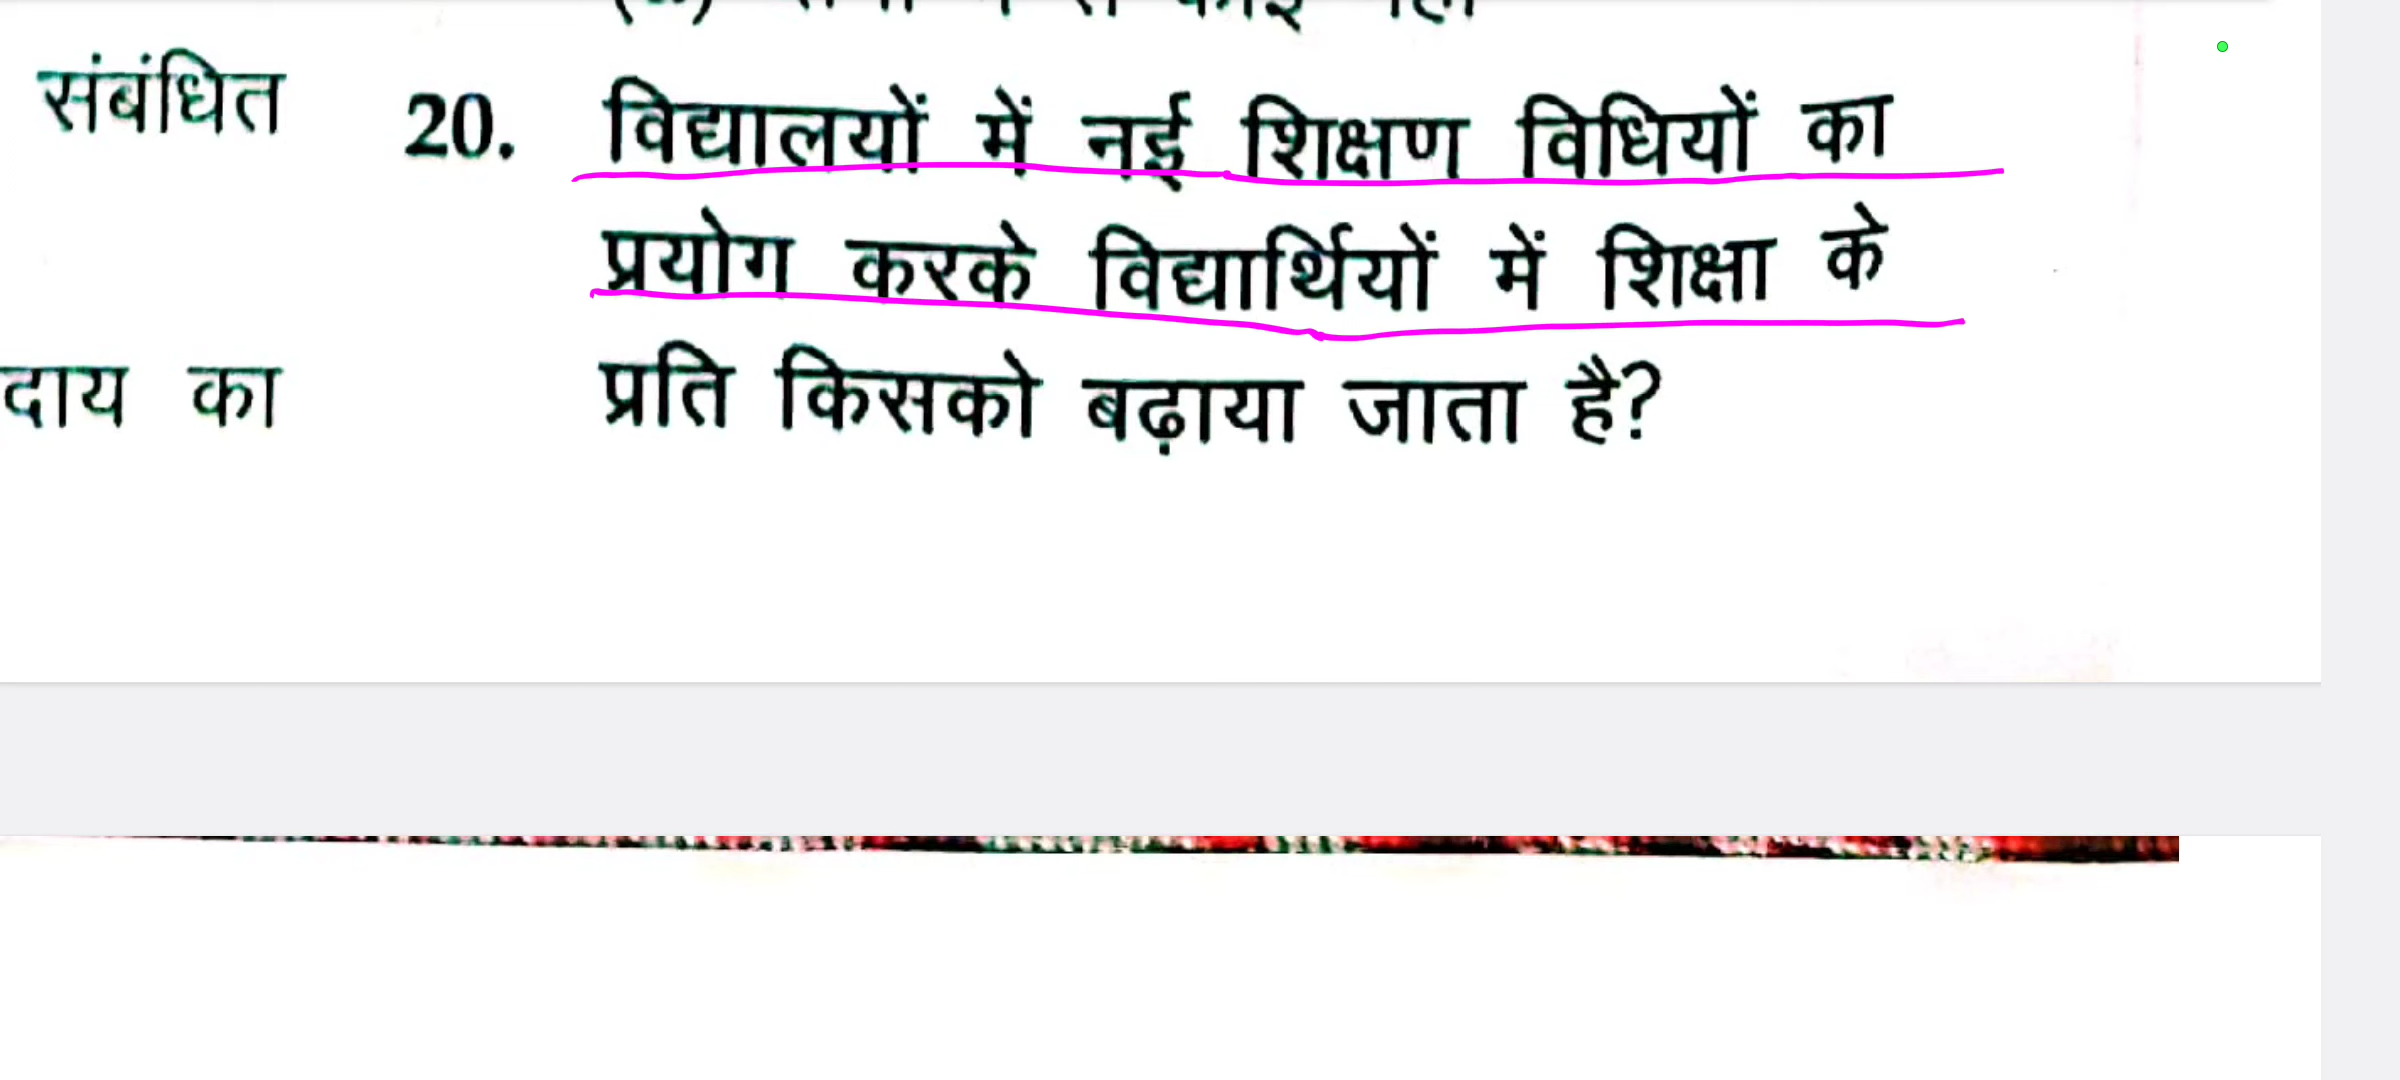 संबंधित
दाय का
20. विद्यालयों में नई शिक्षण विधियों का
प्रयोग करके विद्यार्थियों में शिक्षा के
प्रति किसको बढ़ाया जाता है?